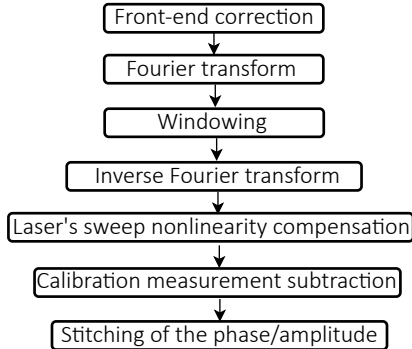 Front-end correction
Fourier transform
Windowing
Inverse Fourier transform
Laser's sweep nonlinearity compensation
Calibration measurement subtraction
Stitching of the phase/amplitude